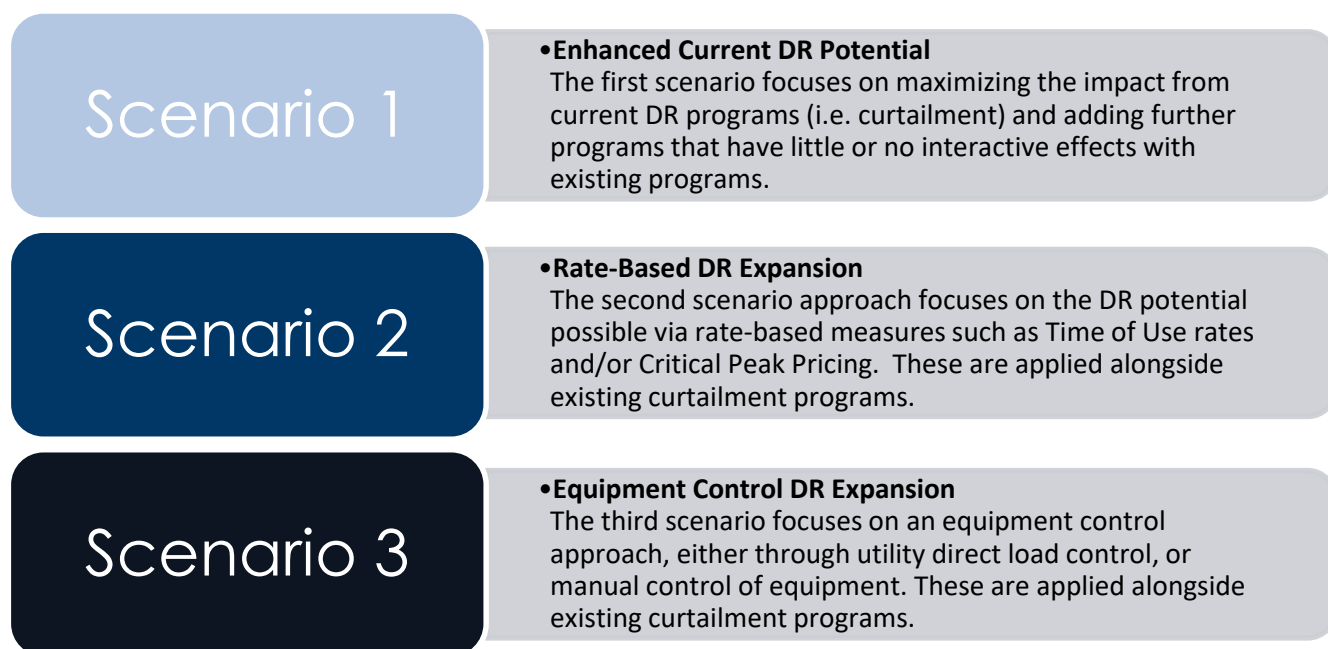 Scenario 1
•Enhanced Current DR Potential
The first scenario focuses on maximizing the impact from
current DR programs (i.e. curtailment) and adding further
programs that have little or no interactive effects with
existing programs.
Scenario 2
•Rate-Based DR Expansion
The second scenario approach focuses on the DR potential
possible via rate-based measures such as Time of Use rates
and/or Critical Peak Pricing.  These are applied alongside
existing curtailment programs.
Scenario 3
•Equipment Control DR Expansion
The third scenario focuses on an equipment control
approach, either through utility direct load control, or
manual control of equipment. These are applied alongside
existing curtailment programs.